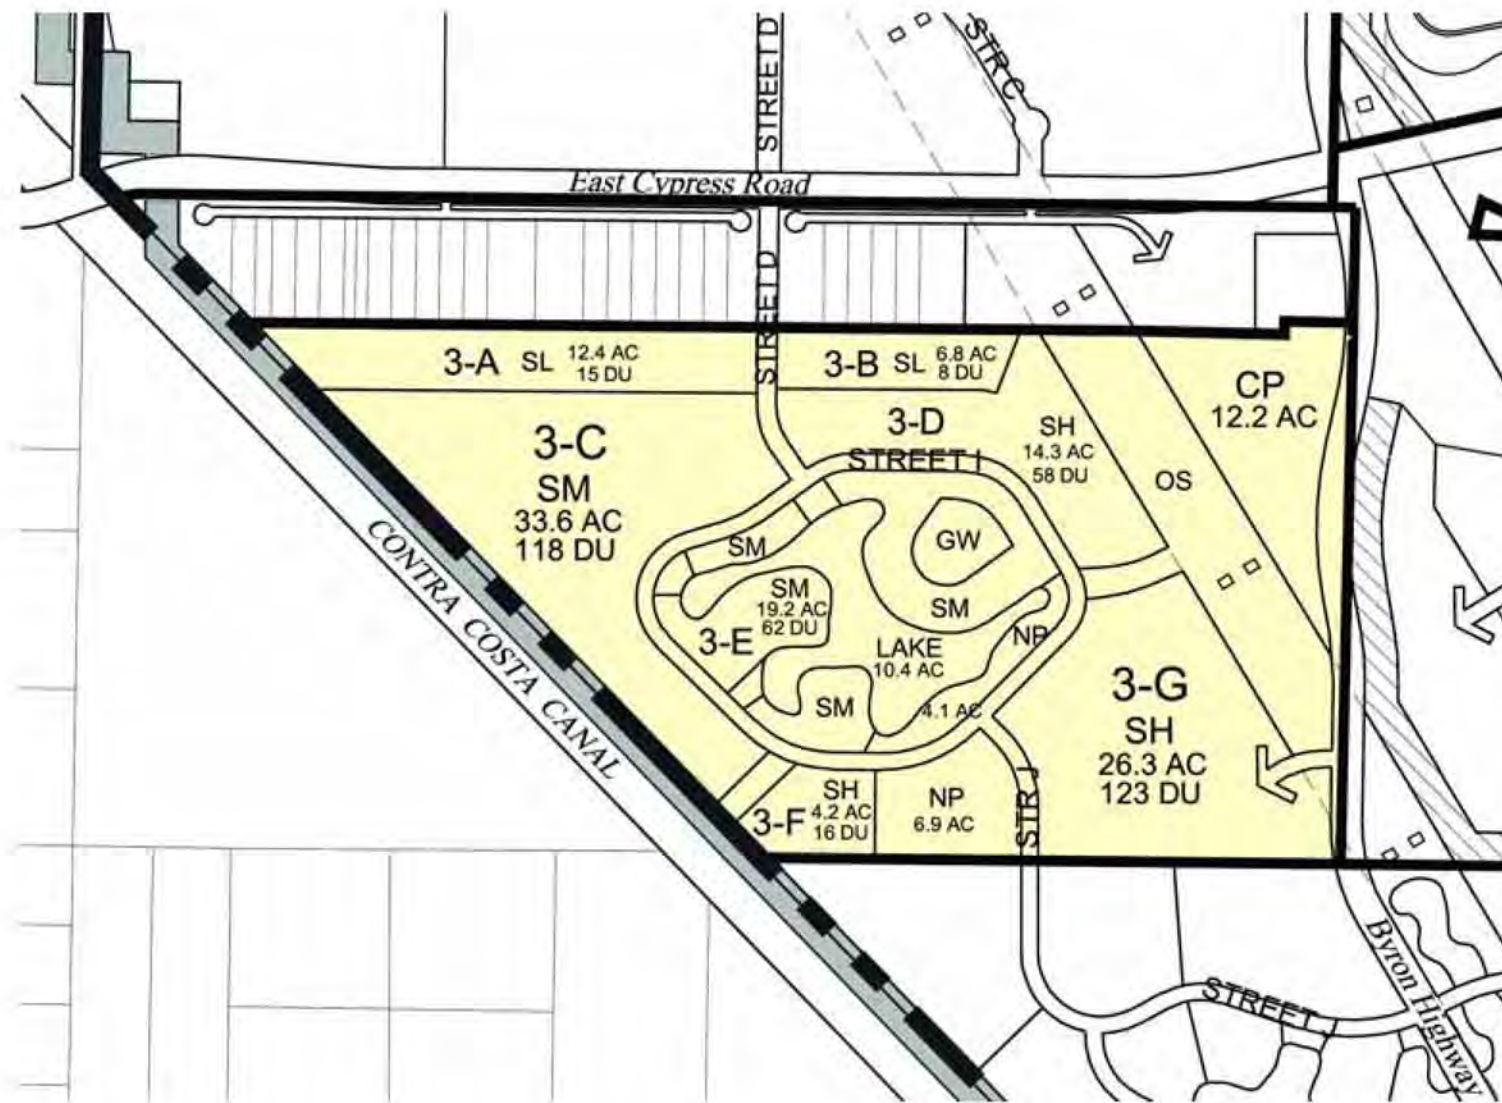 STREET D
STR C
East Cypress Road
STREET D
3-A SL 12.4 AC
15 DU
3-B SL 6.8 AC
8 DU
CP
12.2 AC
3-C
SM
33.6 AC
118 DU
3-D
SH
14.3 AC
58 DU
STREET I
OS
GW
SM
SM
19.2 AC
62 DU
3-E
SM
NP
LAKE
10.4 AC
SM
4.1 AC
3-G
SH
26.3 AC
123 DU
CONTRA COSTA CANAL
3-F
SH
4.2 AC
16 DU
NP
6.9 AC
STR J
STREET J
Byron Highway